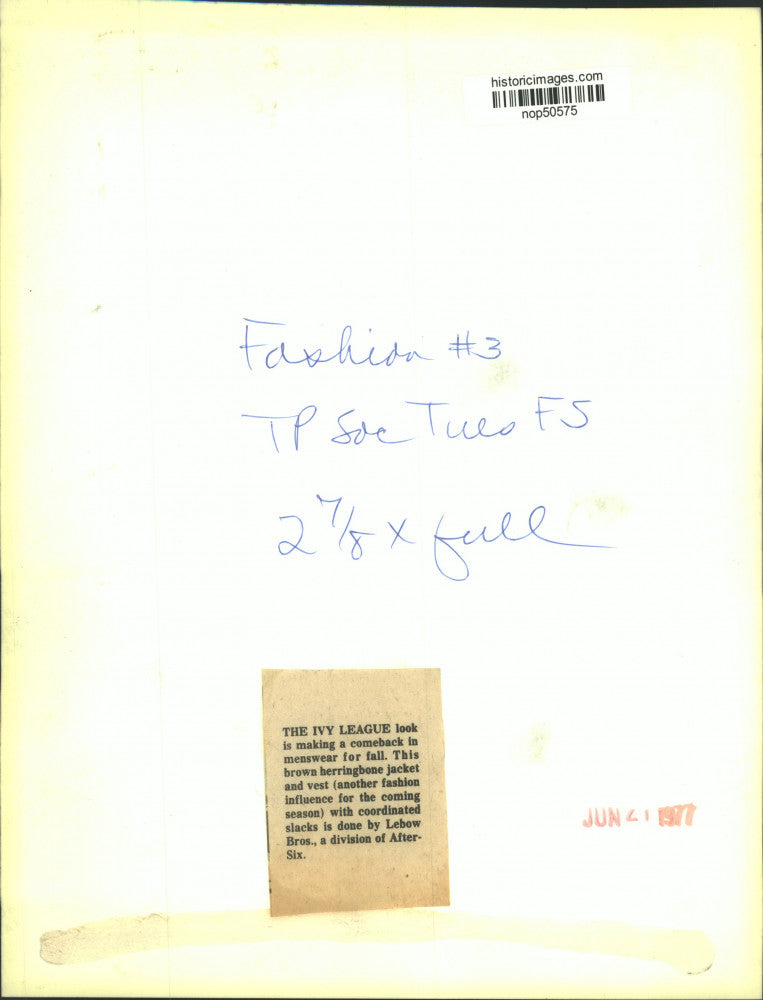 historicimages.com
nop50575
Fashion #3
TP Soc Tues F5
2 7/8 x full
THE IVY LEAGUE look
is making a comeback in
menswear for fall. This
brown herringbone jacket
and vest (another fashion
influence for the coming
season) with coordinated
slacks is done by Lebow
Bros., a division of After-
Six.
JUN 21 1977